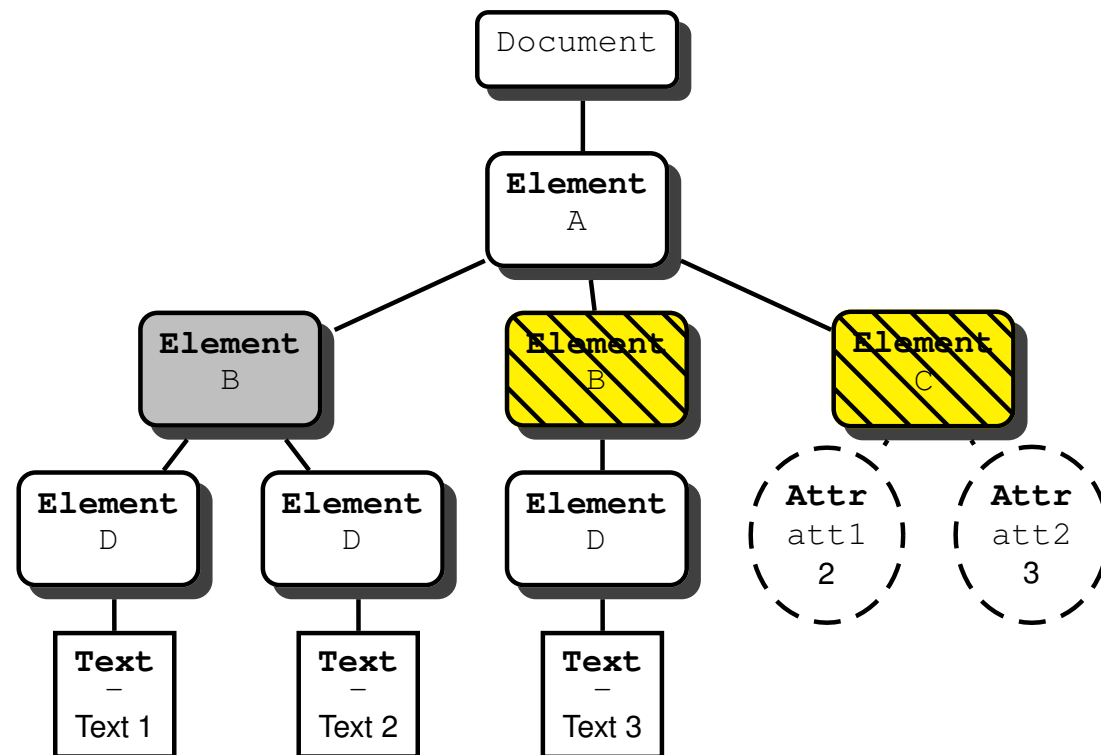 Document
Element
A
Element
B
Element
B
Element
C
Element
D
Element
D
Element
D
Attr
att1
2
Attr
att2
3
Text
–
Text 1
Text
–
Text 2
Text
–
Text 3